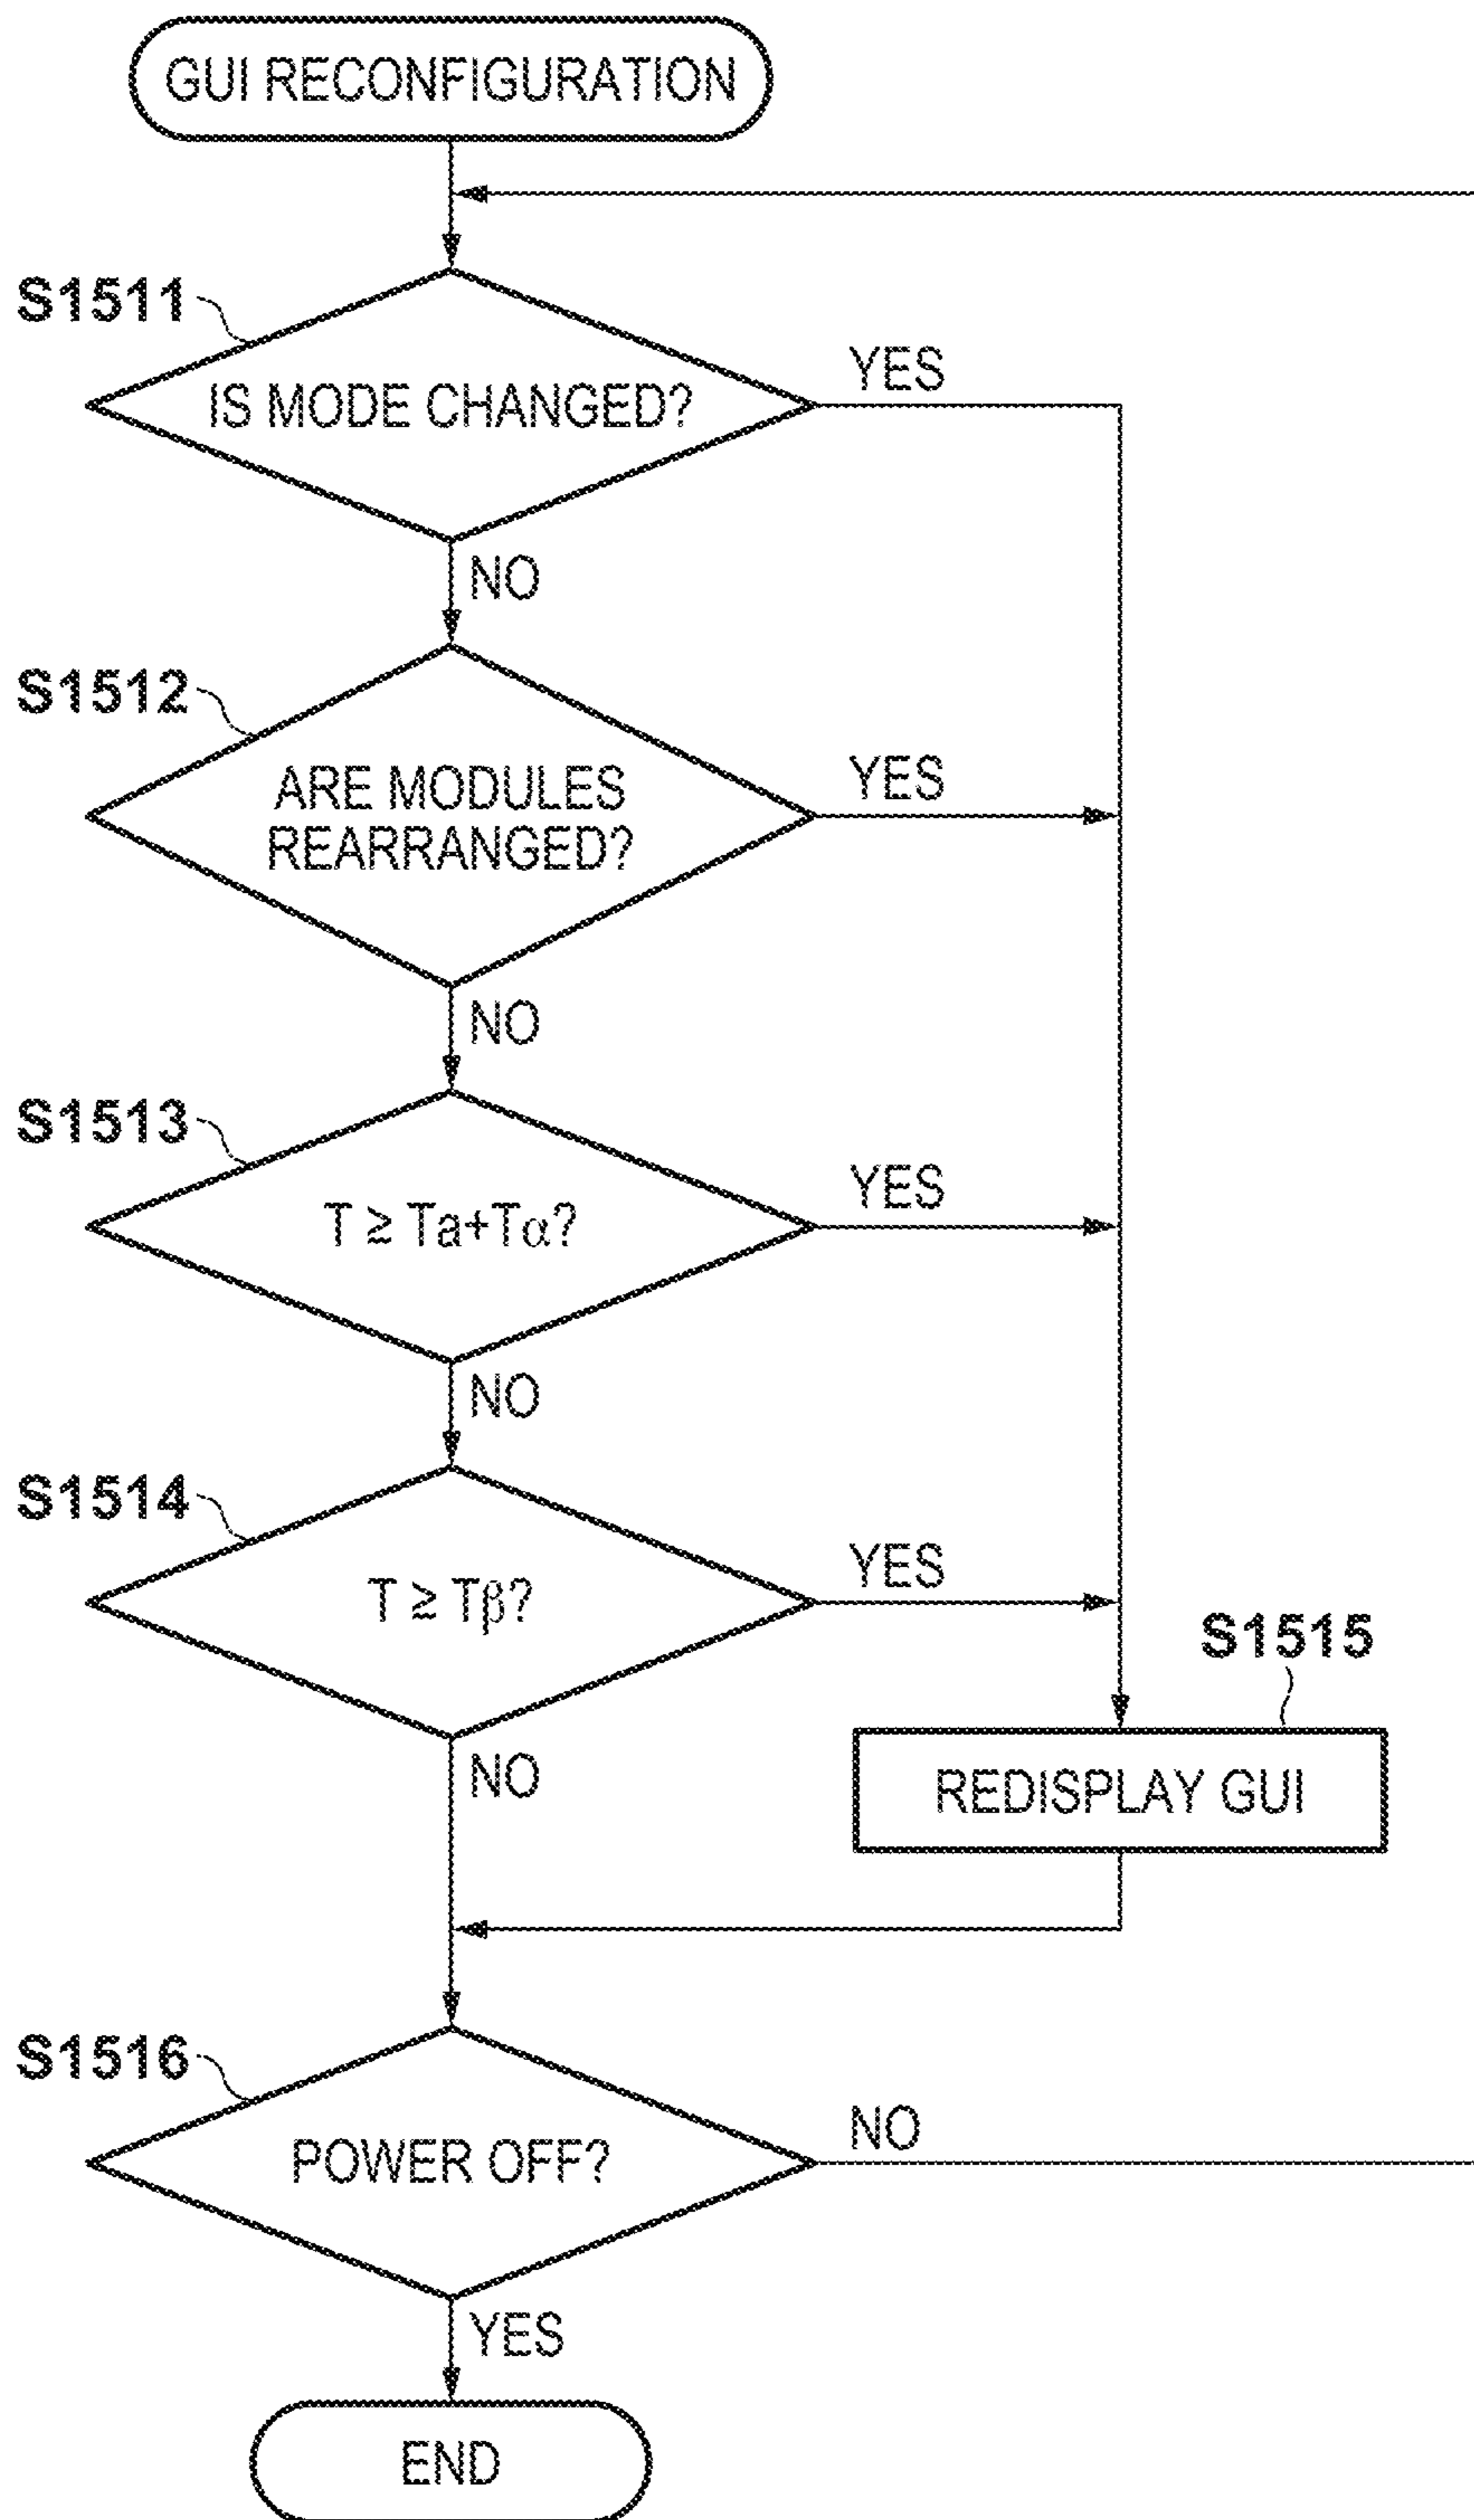 GUI RECONFIGURATION
S1511
IS MODE CHANGED?
YES
NO
S1512
ARE MODULES
REARRANGED?
YES
NO
S1513
T ≥ Ta+Tα?
YES
NO
S1514
T ≥ Tβ?
YES
NO
S1515
REDISPLAY GUI
S1516
POWER OFF?
NO
YES
END